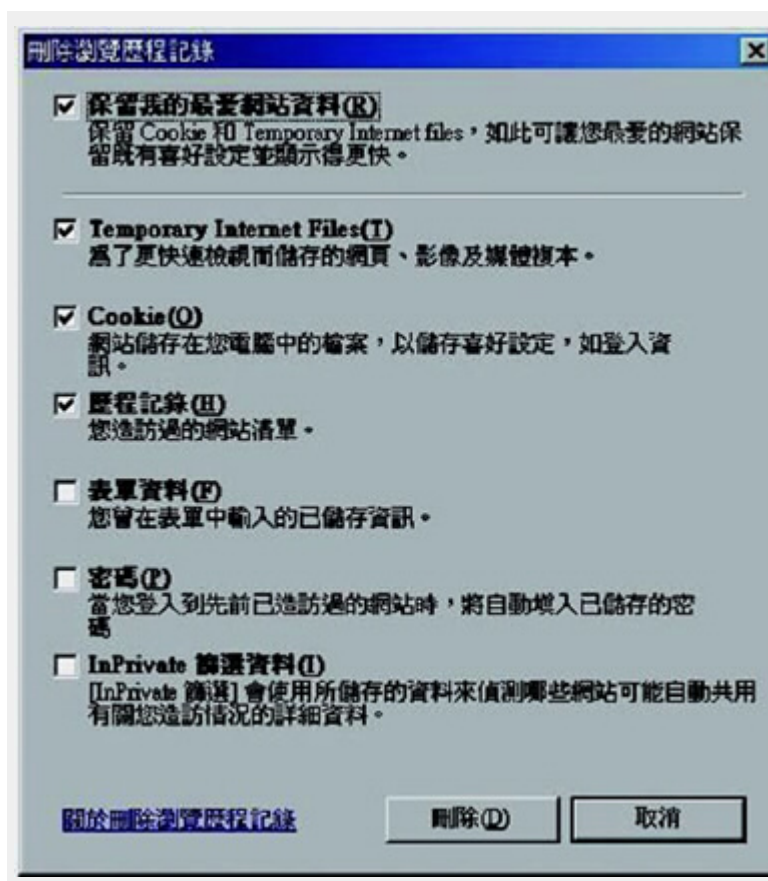 刪除瀏覽歷程記錄
保留我的最愛網站資料(R)
保留 Cookie 和 Temporary Internet files，如此可讓您最愛的網站保
留既有喜好設定並顯示得更快。
Temporary Internet Files(T)
為了更快速檢視而儲存的網頁、影像及媒體複本。
Cookie(O)
網站儲存在您電腦中的檔案，以儲存喜好設定，如登入資
訊。
歷程記錄(H)
您造訪過的網站清單。
表單資料(F)
您曾在表單中輸入的已儲存資訊。
密碼(P)
當您登入到先前已造訪過的網站時，將自動填入已儲存的密
碼
InPrivate 篩選資料(I)
[InPrivate 篩選] 會使用所儲存的資料來偵測哪些網站可能自動共用
有關您造訪情況的詳細資料。
關於刪除瀏覽歷程記錄
刪除(D)
取消